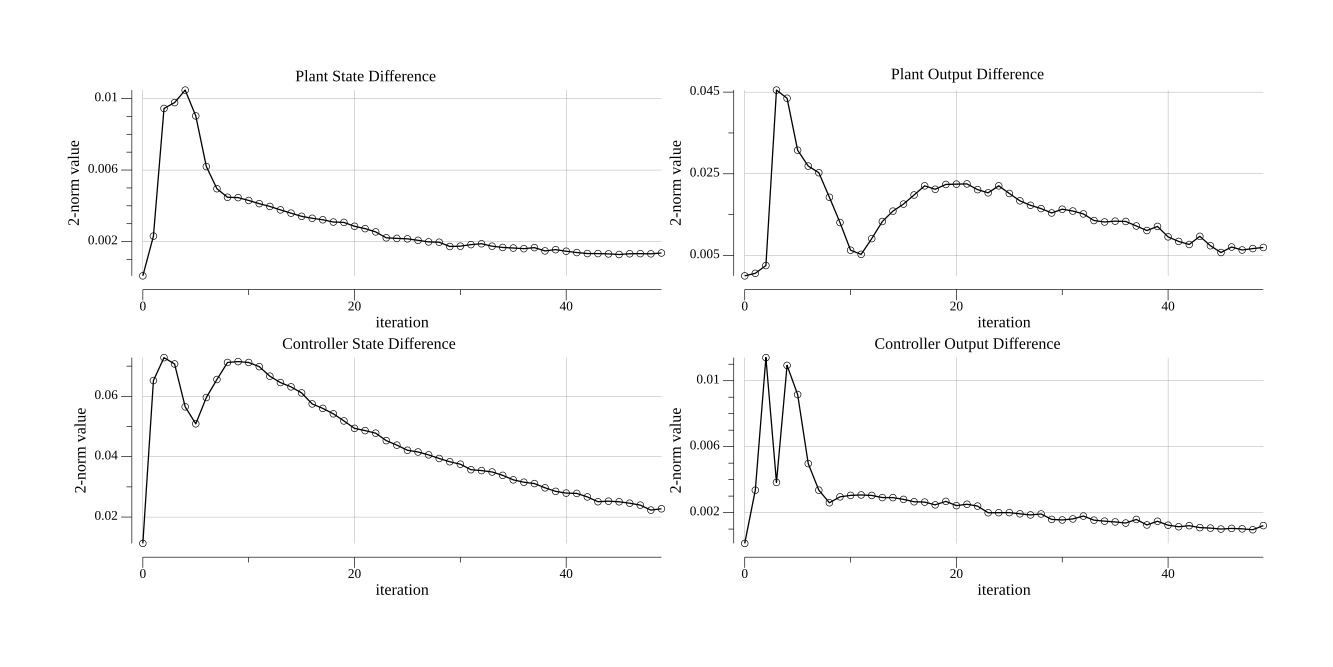 Plant State Difference
2-norm value
0.01
0.006
0.002
0 20 40
iteration
Plant Output Difference
2-norm value
0.045
0.025
0.005
0 20 40
iteration
Controller State Difference
2-norm value
0.06
0.04
0.02
0 20 40
iteration
Controller Output Difference
2-norm value
0.01
0.006
0.002
0 20 40
iteration